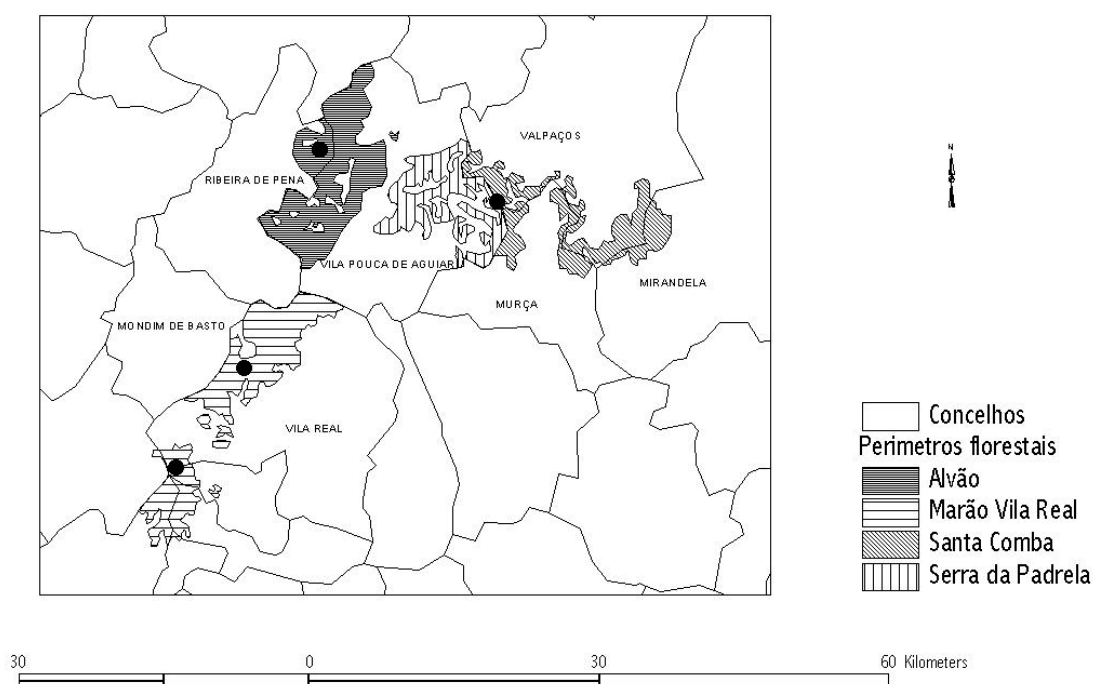 VALPAÇOS
N
RIBEIRA DE PENA
VILA POUCA DE AGUIAR
MIRANDELA
MURÇA
MONDIM DE BASTO
VILA REAL
Concelhos
Perimetros florestais
Alvão
Marão Vila Real
Santa Comba
Serra da Padrela
30 0 30 60 Kilometers